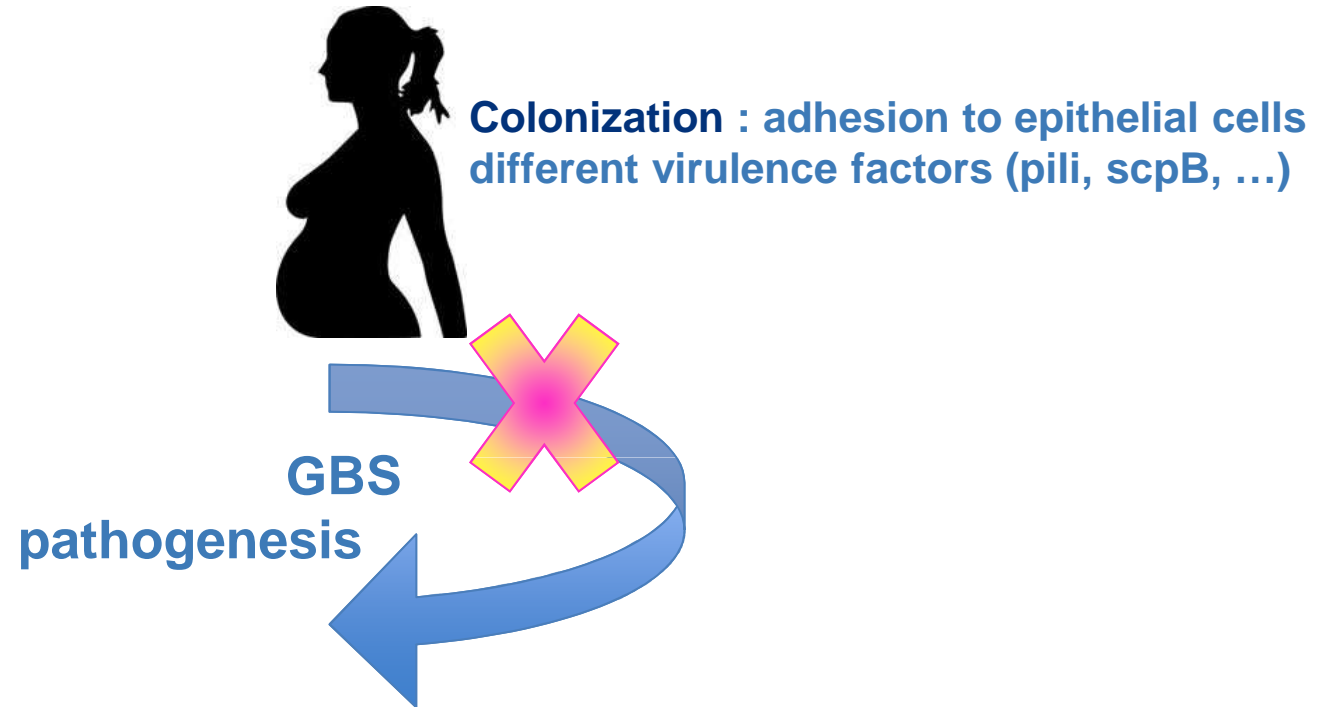 Colonization : adhesion to epithelial cells
different virulence factors (pili, scpB, …)
GBS
pathogenesis